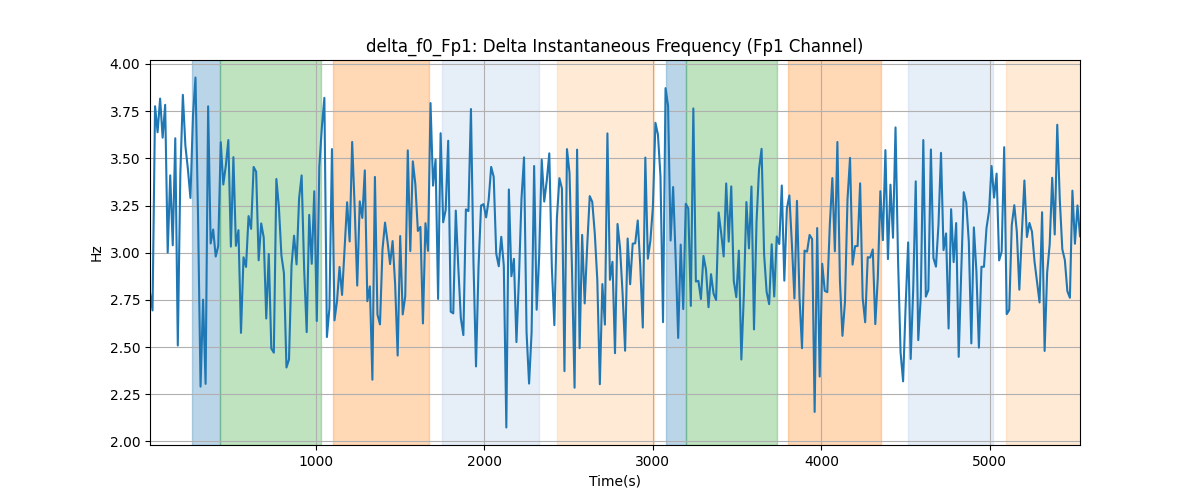 delta_f0_Fp1: Delta Instantaneous Frequency (Fp1 Channel)
4.00
3.75
3.50
3.25
3.00
2.75
2.50
2.25
2.00
Hz
1000 2000 3000 4000 5000
Time(s)